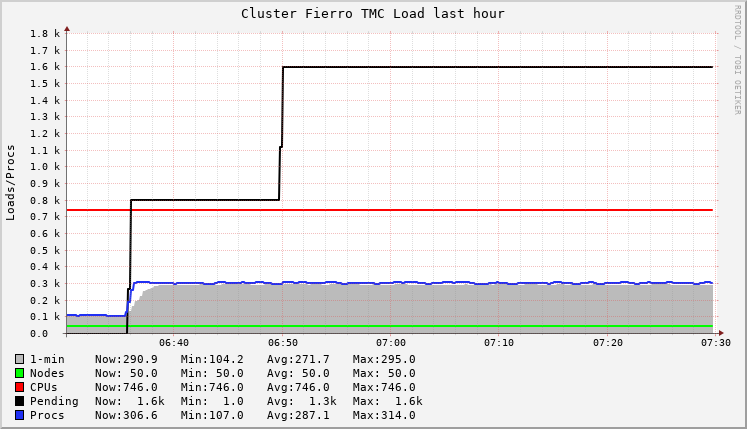 Cluster Fierro TMC Load last hour
RRDTOOL / TOBI OETIKER
Loads/Procs
1.8 k
1.7 k
1.6 k
1.5 k
1.4 k
1.3 k
1.2 k
1.1 k
1.0 k
0.9 k
0.8 k
0.7 k
0.6 k
0.5 k
0.4 k
0.3 k
0.2 k
0.1 k
0.0
06:40 06:50 07:00 07:10 07:20 07:30
1-min Now:290.9 Min:104.2 Avg:271.7 Max:295.0
Nodes Now: 50.0 Min: 50.0 Avg: 50.0 Max: 50.0
CPUs Now:746.0 Min:746.0 Avg:746.0 Max:746.0
Pending Now: 1.6k Min: 1.0 Avg: 1.3k Max: 1.6k
Procs Now:306.6 Min:107.0 Avg:287.1 Max:314.0